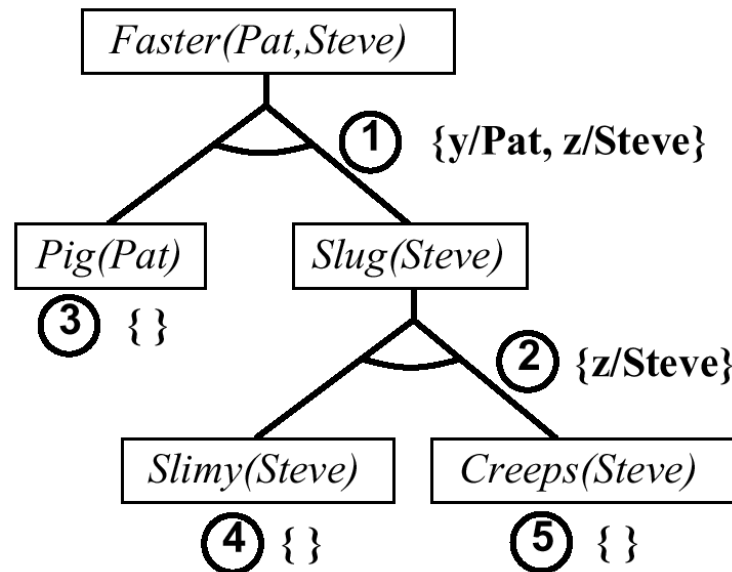 Faster(Pat,Steve)
1 {y/Pat, z/Steve}
Pig(Pat) Slug(Steve)
3 { }
2 {z/Steve}
Slimy(Steve) Creeps(Steve)
4 { } 5 { }